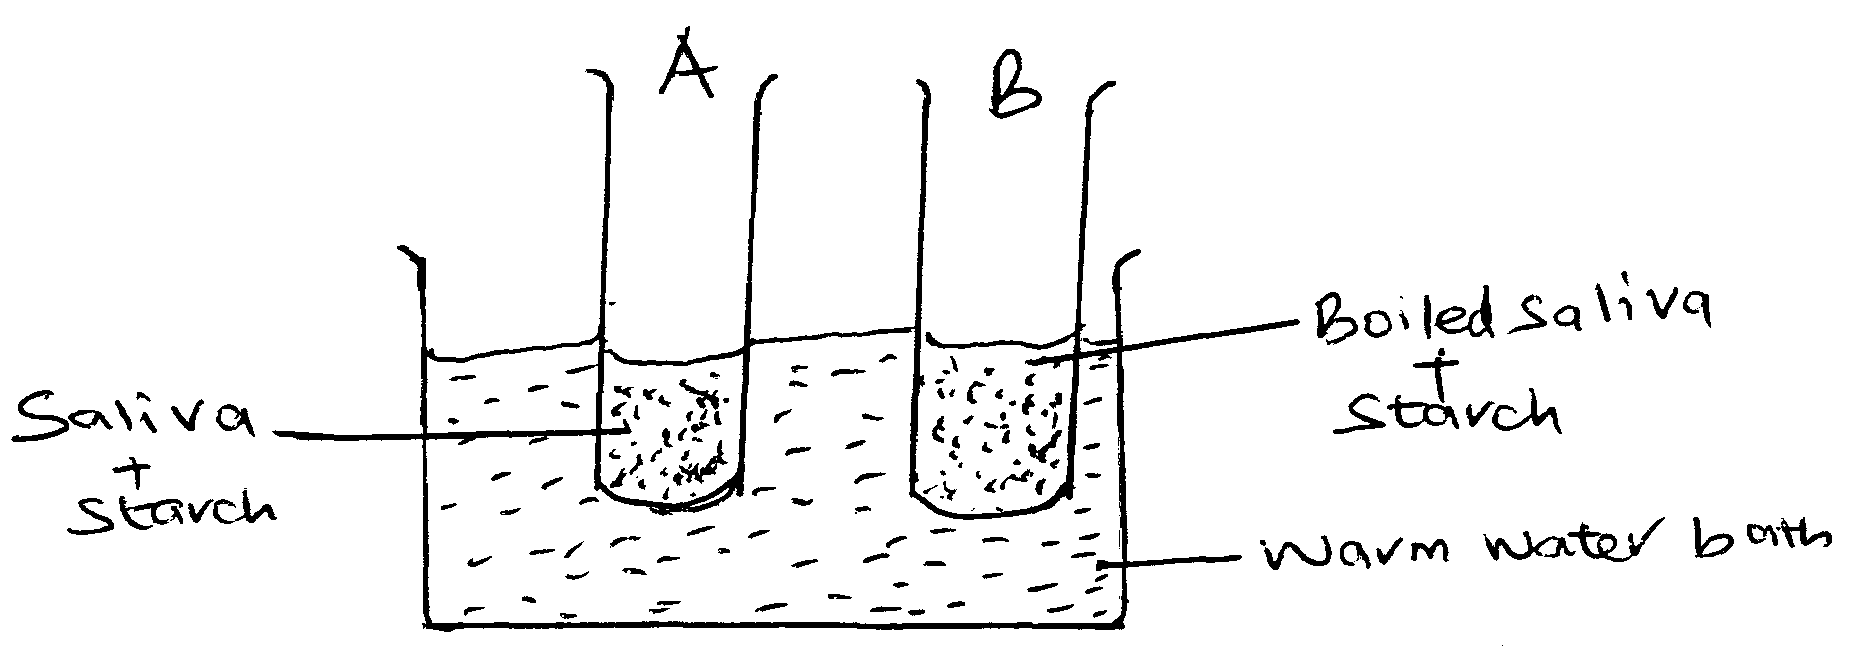 A
B
Boiled saliva
+
starch
Saliva
+
starch
Warm water bath